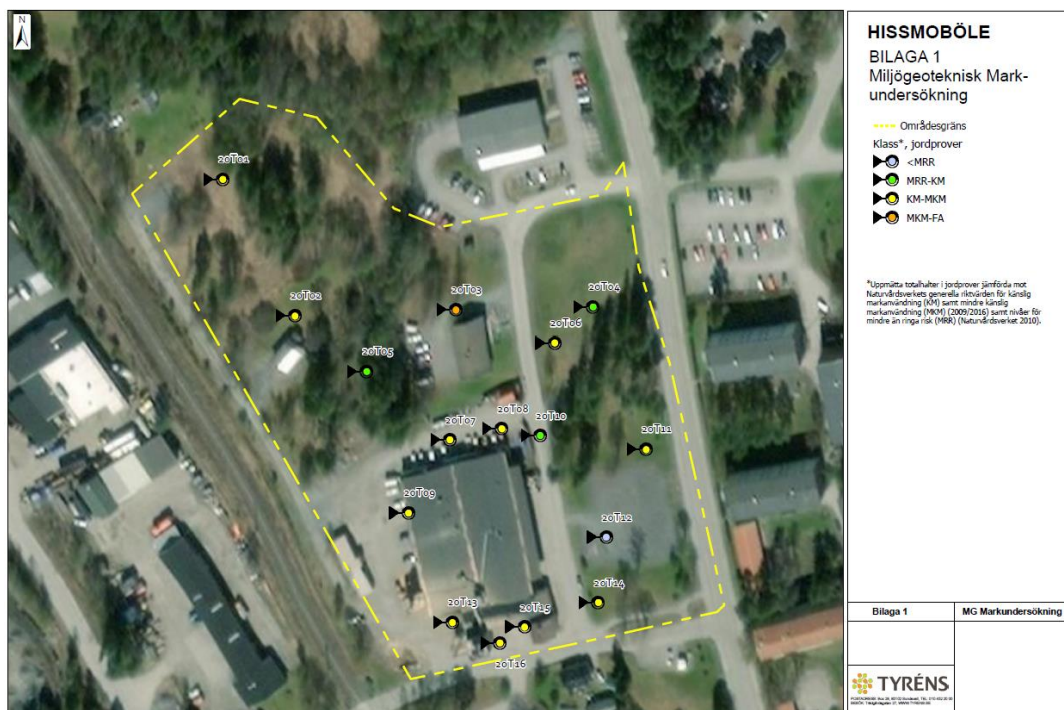 N
20T01
20T02
20T03
20T04
20T06
20T05
20T08
20T07
20T10
20T11
20T09
20T12
20T14
20T13
20T15
20T16
HISSMOBÖLE
BILAGA 1
Miljögeoteknisk Mark-
undersökning
Områdesgräns
Klass*, jordprover
<MRR
MRR-KM
KM-MKM
MKM-FA
*Uppmätta totalhalter i jordprover jämförda mot
Naturvårdsverkets generella riktvärden för känslig
markanvändning (KM) samt mindre känslig
markanvändning (MKM) (2009/2016) samt nivåer för
mindre än ringa risk (MRR) (Naturvårdsverket 2010).
Bilaga 1
MG Markundersökning
TYRÉNS